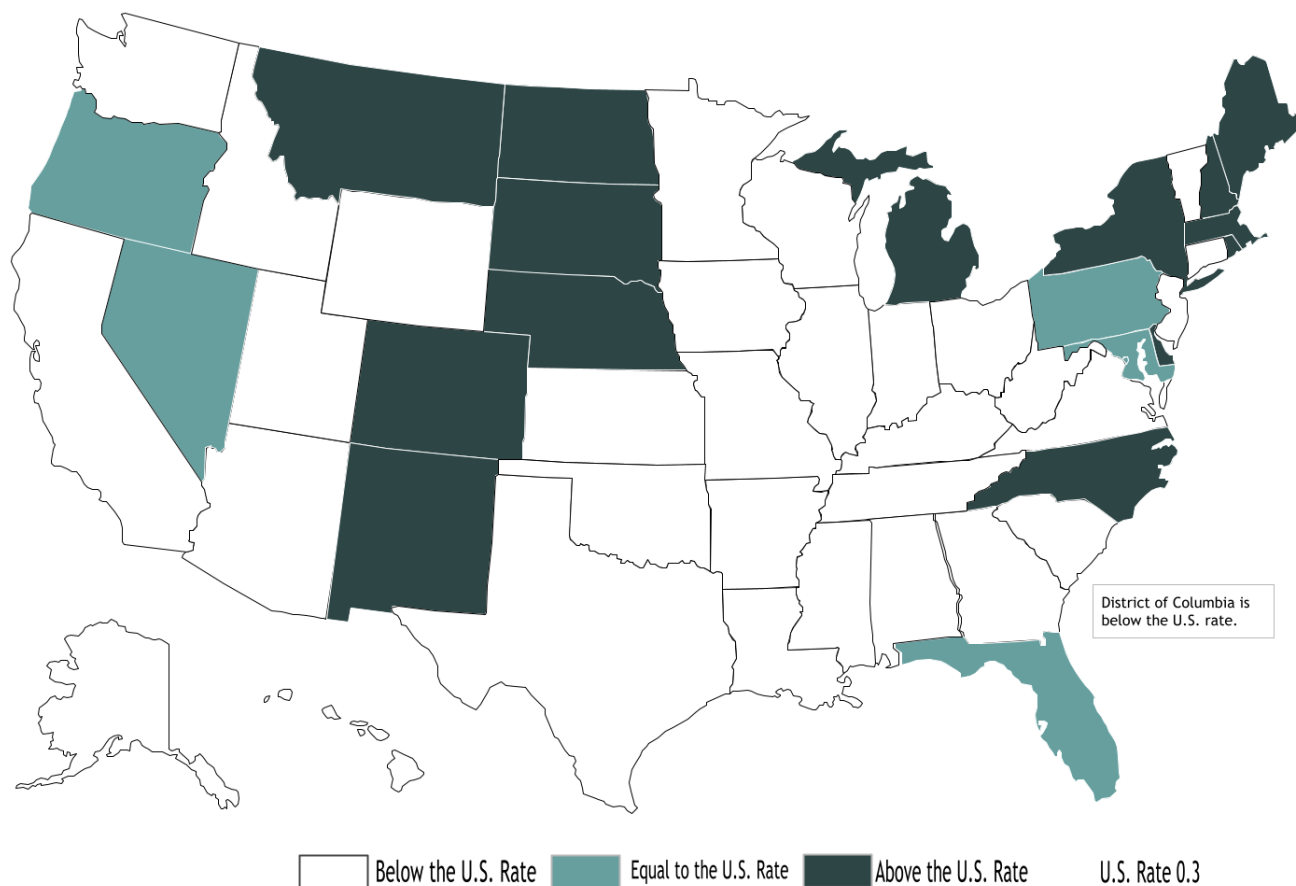 District of Columbia is
below the U.S. rate.
Below the U.S. Rate
Equal to the U.S. Rate
Above the U.S. Rate
U.S. Rate 0.3